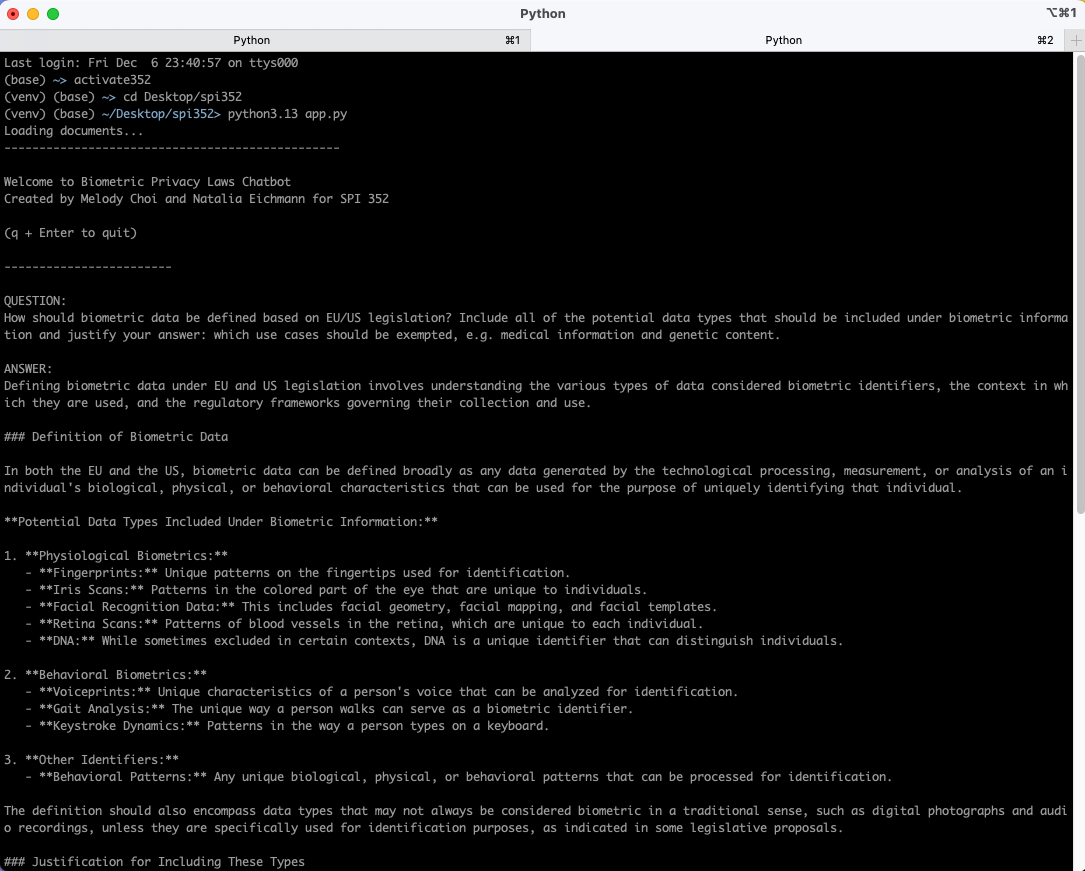 Python
⌥⌘1
Python ⌘1
Python ⌘2
Last login: Fri Dec  6 23:40:57 on ttys000
(base) ~> activate352
(venv) (base) ~> cd Desktop/spi352
(venv) (base) ~/Desktop/spi352> python3.13 app.py
Loading documents...
------------------------------------------------
Welcome to Biometric Privacy Laws Chatbot
Created by Melody Choi and Natalia Eichmann for SPI 352
(q + Enter to quit)
------------------------
QUESTION:
How should biometric data be defined based on EU/US legislation? Include all of the potential data types that should be included under biometric informa
tion and justify your answer: which use cases should be exempted, e.g. medical information and genetic content.
ANSWER:
Defining biometric data under EU and US legislation involves understanding the various types of data considered biometric identifiers, the context in wh
ich they are used, and the regulatory frameworks governing their collection and use.
### Definition of Biometric Data
In both the EU and the US, biometric data can be defined broadly as any data generated by the technological processing, measurement, or analysis of an i
ndividual's biological, physical, or behavioral characteristics that can be used for the purpose of uniquely identifying that individual.
**Potential Data Types Included Under Biometric Information:**
1. **Physiological Biometrics:**
   - **Fingerprints:** Unique patterns on the fingertips used for identification.
   - **Iris Scans:** Patterns in the colored part of the eye that are unique to individuals.
   - **Facial Recognition Data:** This includes facial geometry, facial mapping, and facial templates.
   - **Retina Scans:** Patterns of blood vessels in the retina, which are unique to each individual.
   - **DNA:** While sometimes excluded in certain contexts, DNA is a unique identifier that can distinguish individuals.
2. **Behavioral Biometrics:**
   - **Voiceprints:** Unique characteristics of a person's voice that can be analyzed for identification.
   - **Gait Analysis:** The unique way a person walks can serve as a biometric identifier.
   - **Keystroke Dynamics:** Patterns in the way a person types on a keyboard.
3. **Other Identifiers:**
   - **Behavioral Patterns:** Any unique biological, physical, or behavioral patterns that can be processed for identification.
The definition should also encompass data types that may not always be considered biometric in a traditional sense, such as digital photographs and audi
o recordings, unless they are specifically used for identification purposes, as indicated in some legislative proposals.
### Justification for Including These Types